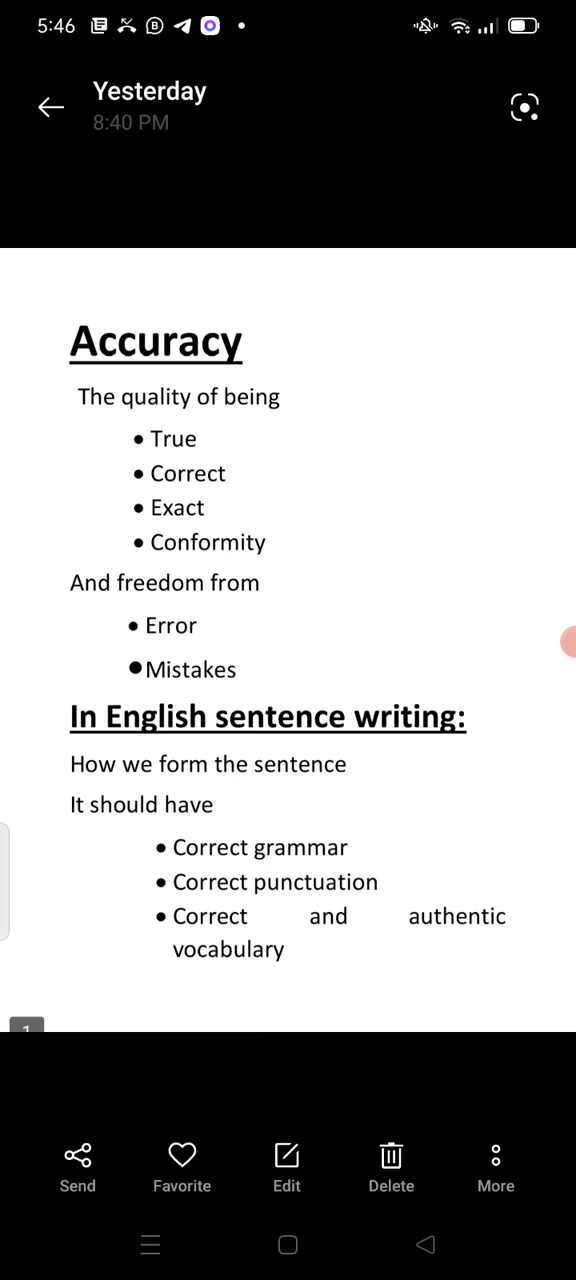 5:46
Yesterday
8:40 PM
Accuracy
The quality of being
• True
• Correct
• Exact
• Conformity
And freedom from
• Error
• Mistakes
In English sentence writing:
How we form the sentence
It should have
• Correct grammar
• Correct punctuation
• Correct and authentic
vocabulary
1
Send Favorite Edit Delete More